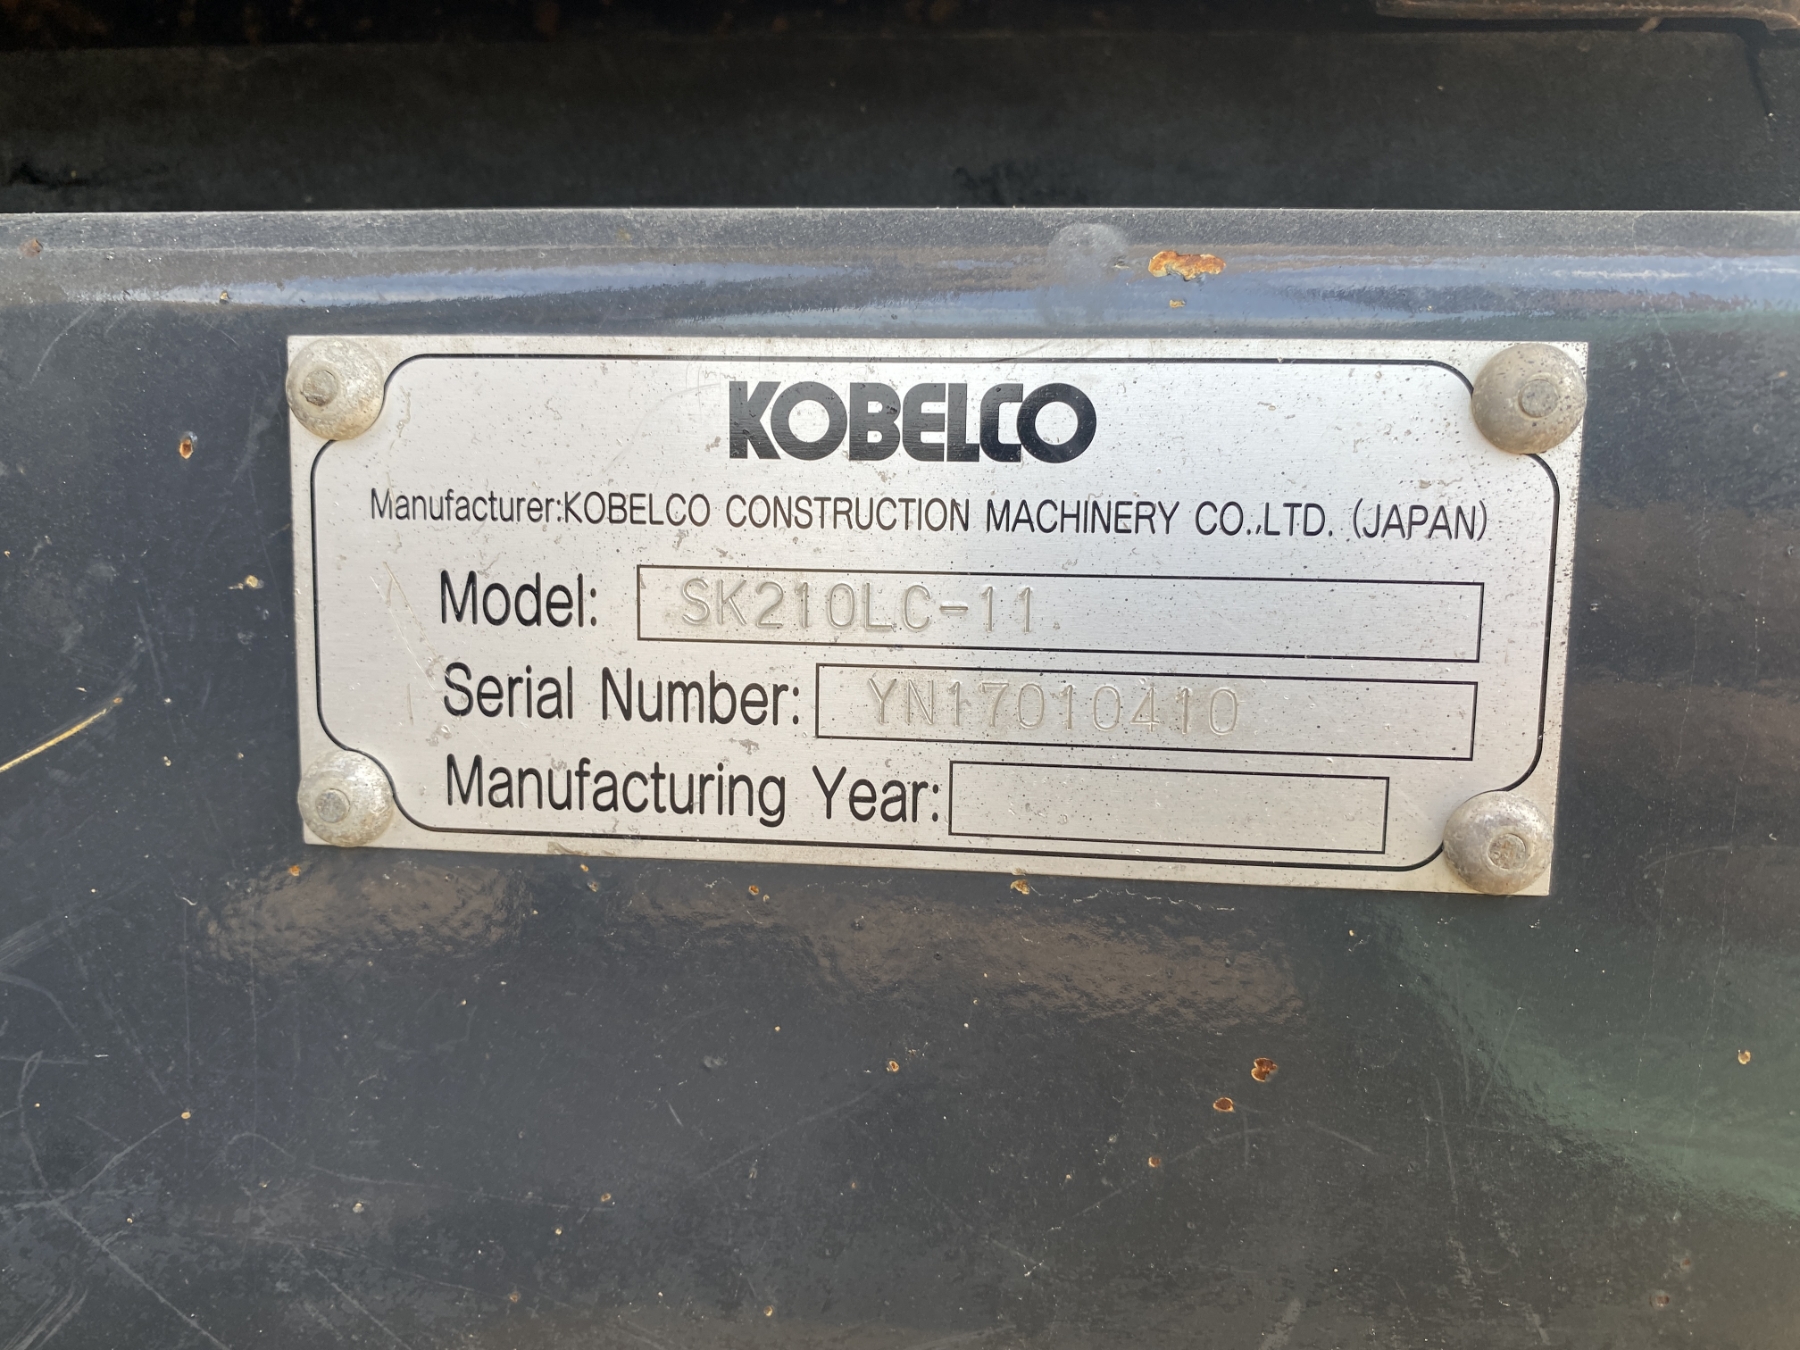 KOBELCO
Manufacturer:KOBELCO CONSTRUCTION MACHINERY CO.,LTD. (JAPAN)
Model: SK210LC-11
Serial Number: YN17010410
Manufacturing Year: